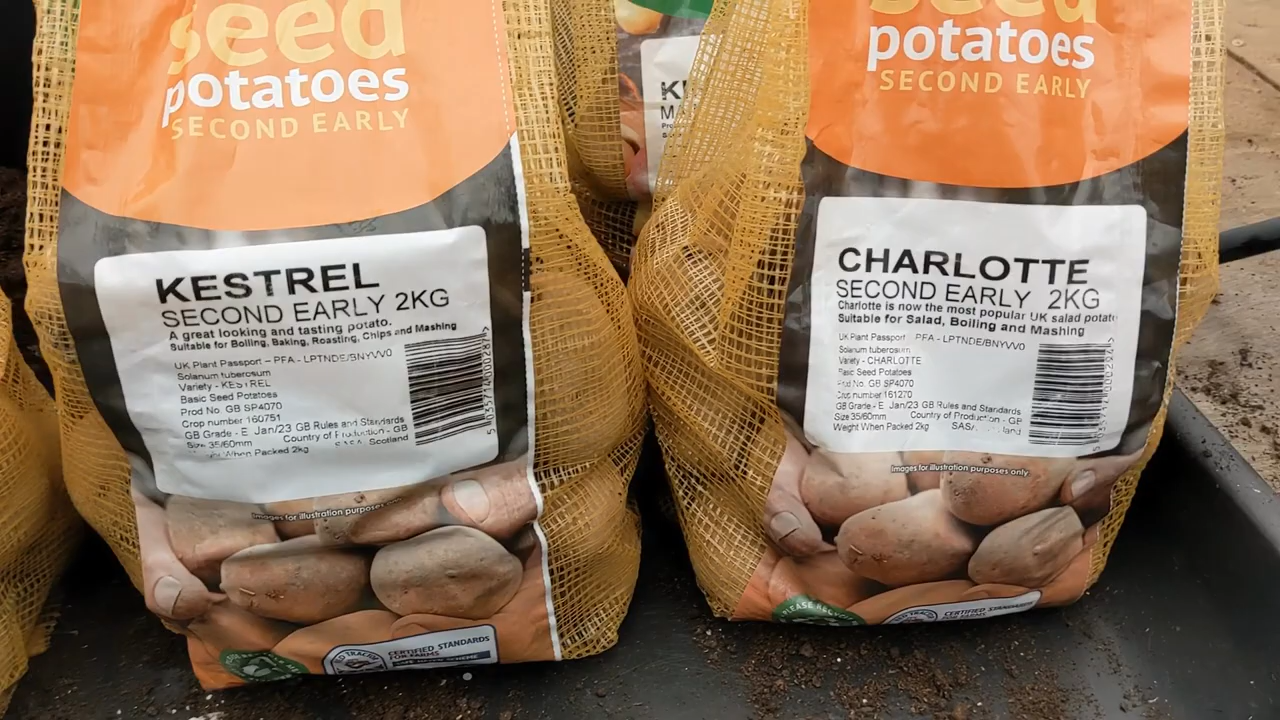 seed
potatoes
SECOND EARLY
KESTREL
SECOND EARLY 2KG
A great looking and tasting potato.
Suitable for Boiling, Baking, Roasting, Chips and Mashing
UK Plant Passport – PFA - LPTNDE/BNYVV0
Solanum tuberosum
Variety - KESTREL
Basic Seed Potatoes
Prod No. GB SP4070
Crop number 160751
GB Grade - E Jan/23 GB Rules and Standards
Size 35/60mm Country of Production - GB
Weight When Packed 2kg SASA, Scotland
Images for illustration purposes
CERTIFIED STANDARDS
FOR FARMS
seed
potatoes
SECOND EARLY
CHARLOTTE
SECOND EARLY 2KG
Charlotte is now the most popular UK salad potato
Suitable for Salad, Boiling and Mashing
UK Plant Passport PFA - LPTNDE/BNYVV0
Solanum tuberosum
Variety - CHARLOTTE
Basic Seed Potatoes
Prod No. GB SP4070
Crop number 161270
GB Grade - E Jan/23 GB Rules and Standards
Size 35/60mm Country of Production - GB
Weight When Packed 2kg
Images for illustration purposes only
PLEASE RECYCLE
CERTIFIED STANDARDS
FOR FARMS